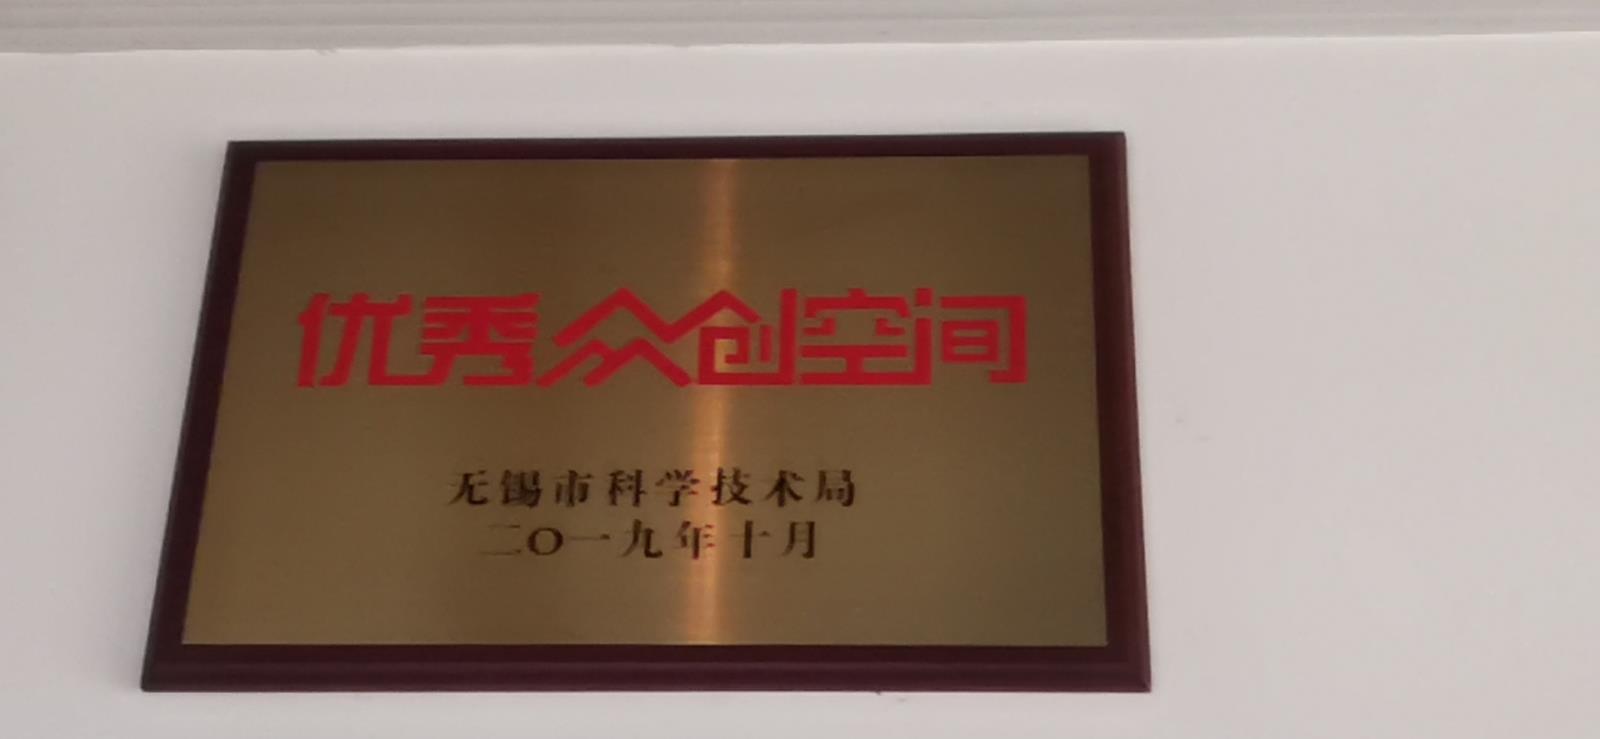 优秀众创空间
无锡市科学技术局
二〇一九年十月